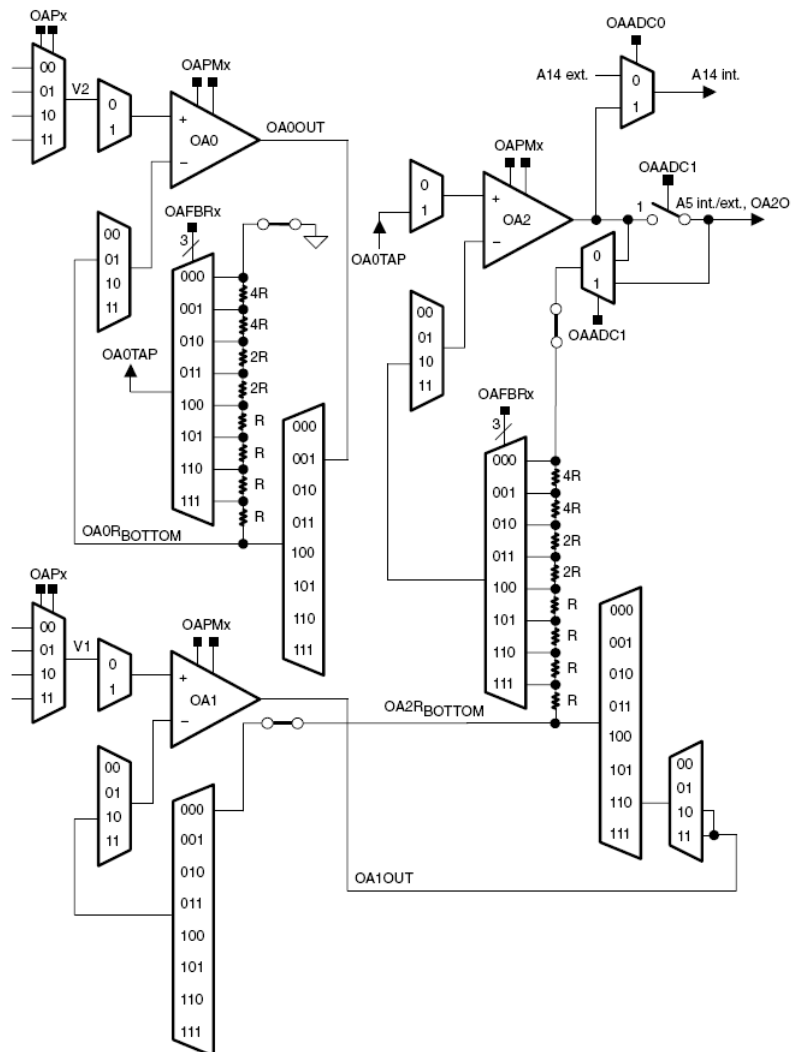 OAPx
00
01
10
11
V2
0
1
OAPMx
+
−
OA0
OA0OUT
00
01
10
11
OAFBRx
3
000
001
010
011
100
101
110
111
4R
4R
2R
2R
R
R
R
R
OA0TAP
OA0RBOTTOM
000
001
010
011
100
101
110
111
OAADC0
A14 ext.
0
1
A14 int.
OAPMx
0
1
OA0TAP
+
−
OA2
OAADC1
1
A5 int./ext., OA2O
0
1
OAADC1
00
01
10
11
OAFBRx
3
000
001
010
011
100
101
110
111
4R
4R
2R
2R
R
R
R
R
OA2RBOTTOM
000
001
010
011
100
101
110
111
00
01
10
11
OAPx
00
01
10
11
V1
0
1
OAPMx
+
−
OA1
00
01
10
11
000
001
010
011
100
101
110
111
OA1OUT